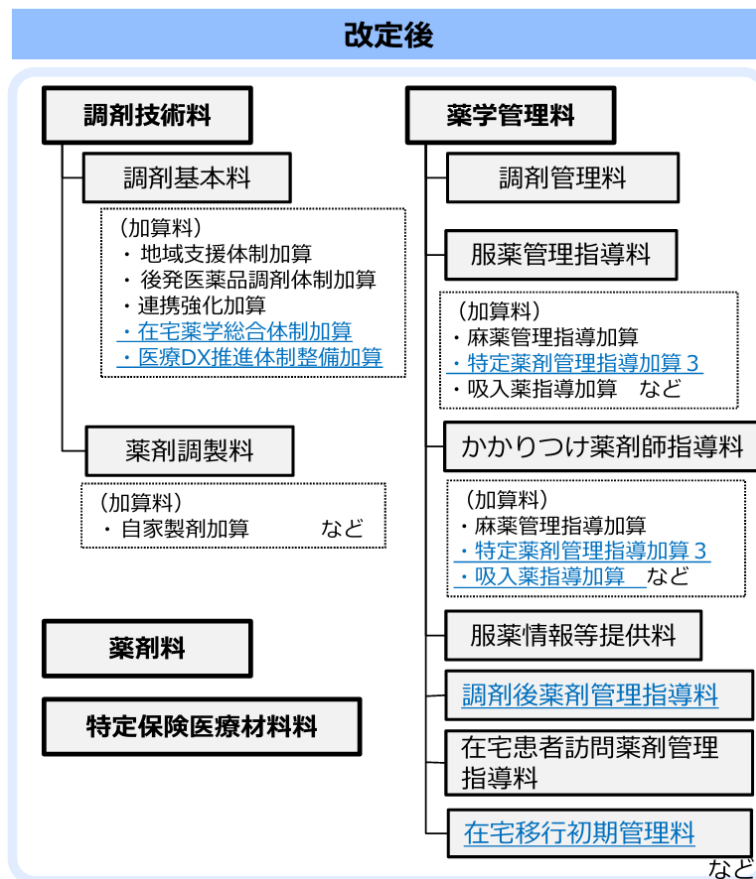 改定後
調剤技術料
調剤基本料
（加算料）
・ 地域支援体制加算
・ 後発医薬品調剤体制加算
・連携強化加算
・在宅薬学総合体制加算
・医療DX推進体制整備加算
薬剤調製料
（加算料）
・ 自家製剤加算　　　など
薬剤料
特定保険医療材料料
薬学管理料
調剤管理料
服薬管理指導料
（加算料）
・麻薬管理指導加算
・特定薬剤管理指導加算３
・吸入薬指導加算　など
かかりつけ薬剤師指導料
（加算料）
・麻薬管理指導加算
・特定薬剤管理指導加算３
・吸入薬指導加算　など
服薬情報等提供料
調剤後薬剤管理指導料
在宅患者訪問薬剤管理
指導料
在宅移行初期管理料
など